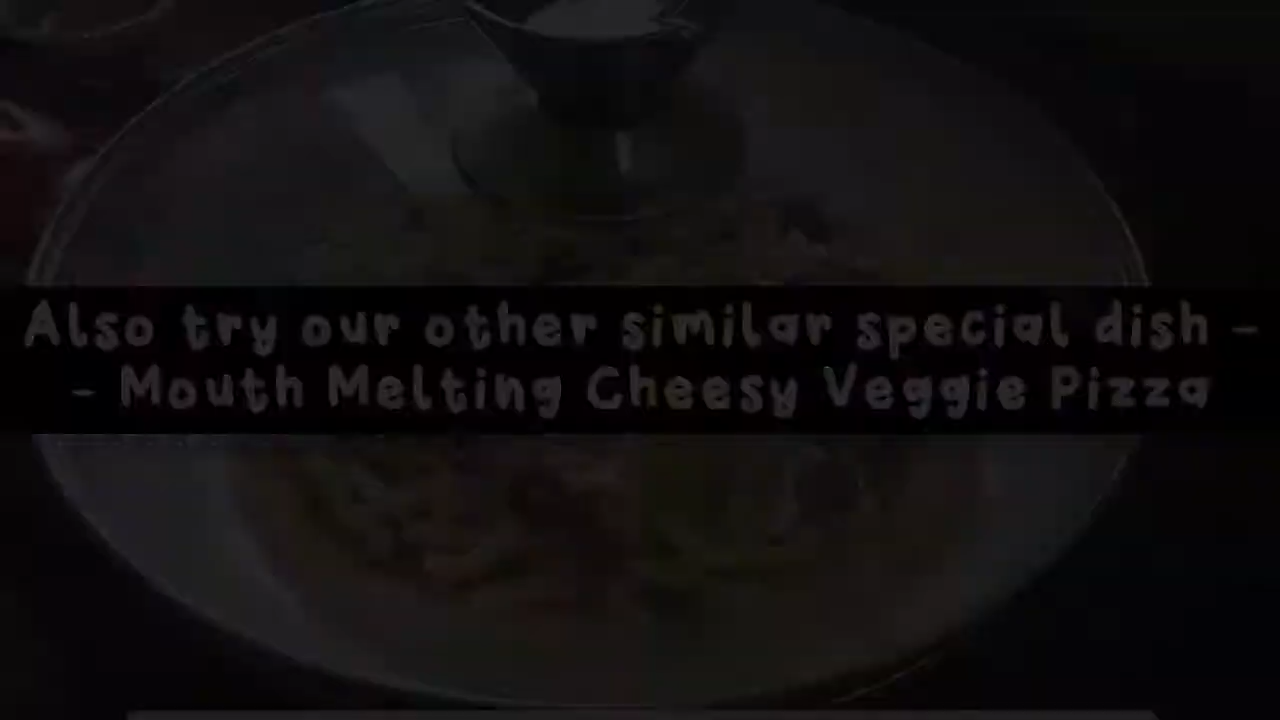 Also try our other similar special dish -
- Mouth Melting Cheesy Veggie Pizza